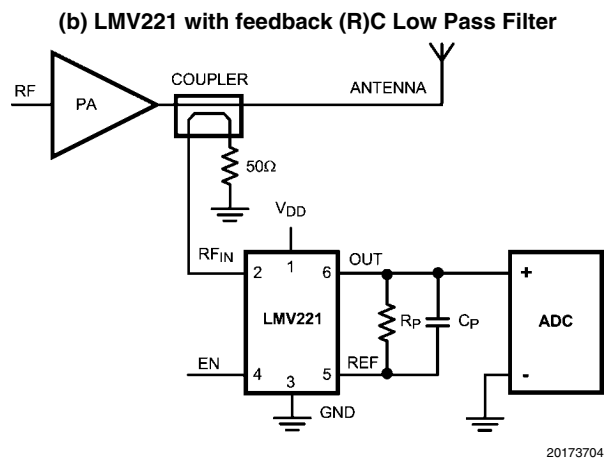 (b) LMV221 with feedback (R)C Low Pass Filter
COUPLER
RF
PA
ANTENNA
50Ω
VDD
RFIN
OUT
2
1
6
LMV221
RP
CP
+
ADC
-
EN
4
3
5
REF
GND
20173704